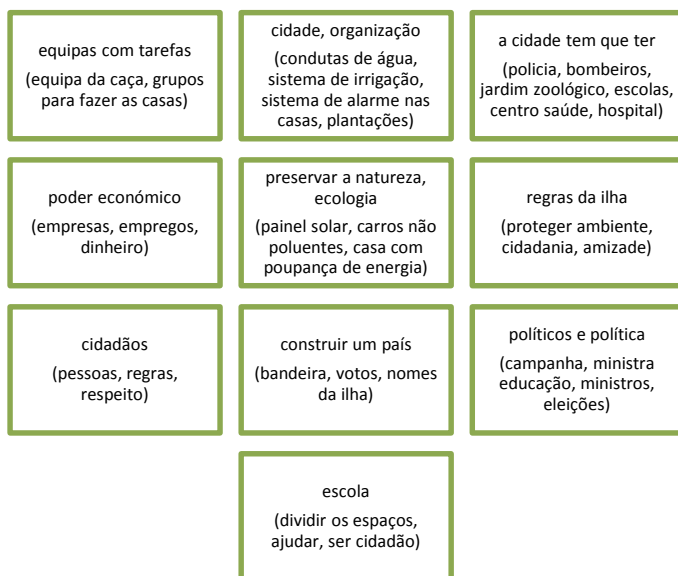 equipas com tarefas
(equipa da caça, grupos
para fazer as casas)
cidade, organização
(condutas de água,
sistema de irrigação,
sistema de alarme nas
casas, plantações)
a cidade tem que ter
(policia, bombeiros,
jardim zoológico, escolas,
centro saúde, hospital)
poder económico
(empresas, empregos,
dinheiro)
preservar a natureza,
ecologia
(painel solar, carros não
poluentes, casa com
poupança de energia)
regras da ilha
(proteger ambiente,
cidadania, amizade)
cidadãos
(pessoas, regras,
respeito)
construir um país
(bandeira, votos, nomes
da ilha)
políticos e política
(campanha, ministra
educação, ministros,
eleições)
escola
(dividir os espaços,
ajudar, ser cidadão)